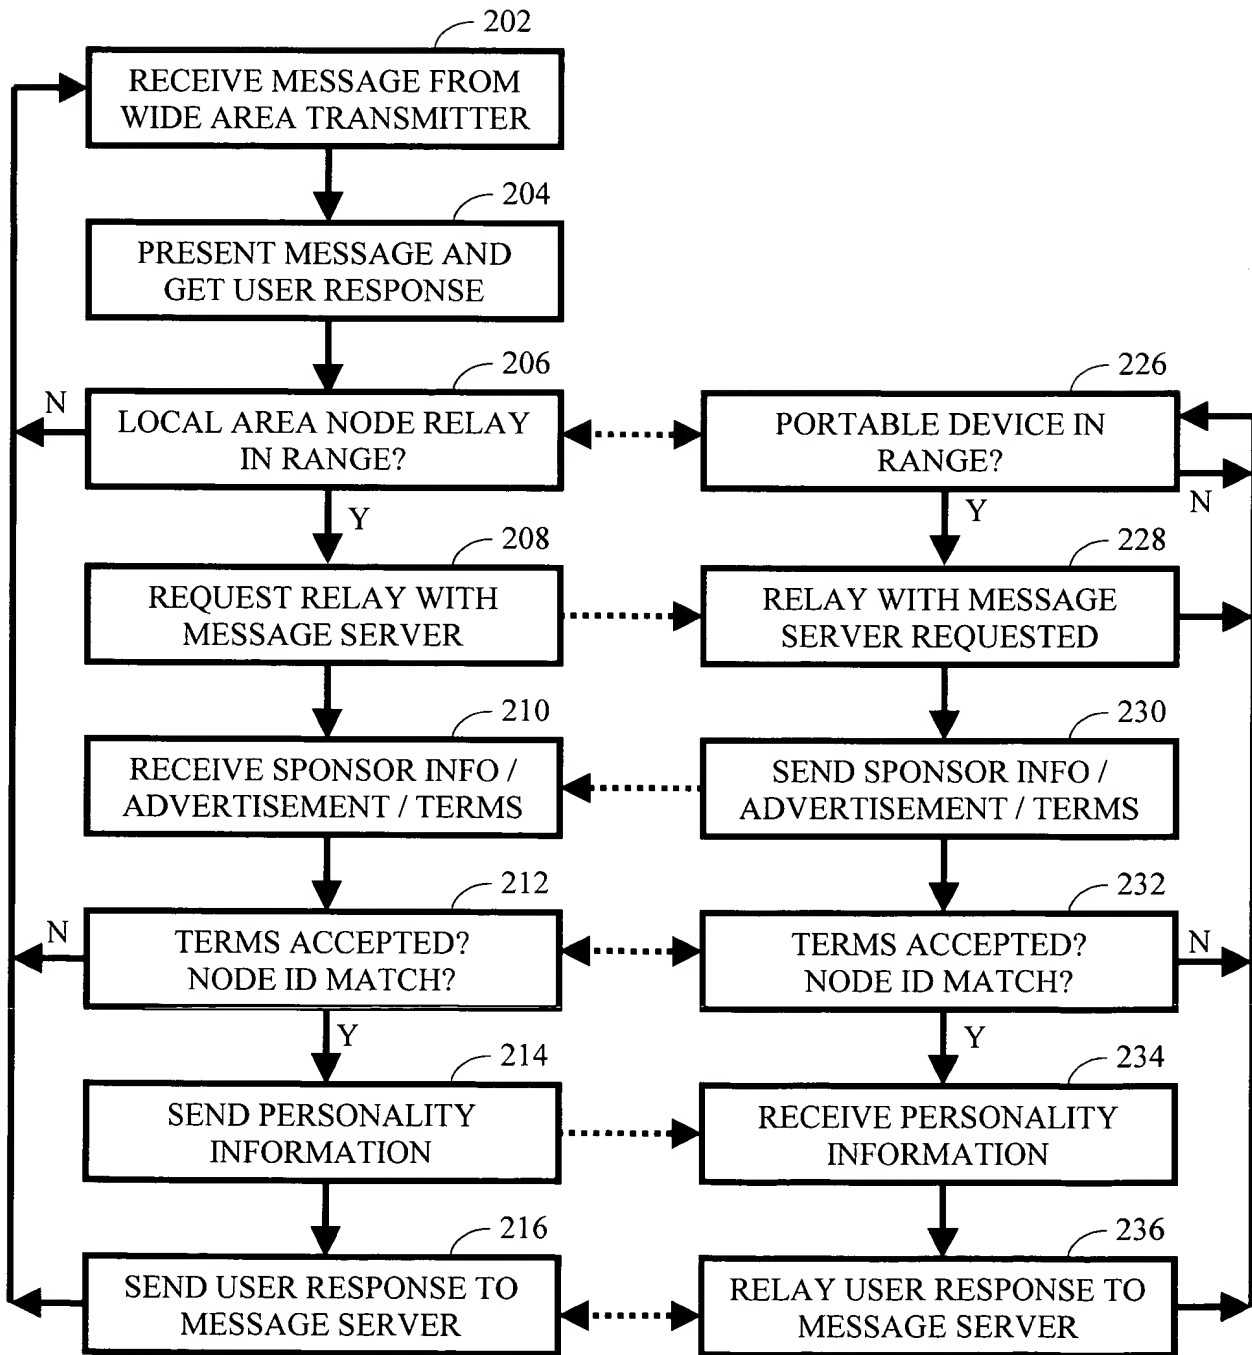 202
RECEIVE MESSAGE FROM
WIDE AREA TRANSMITTER
204
PRESENT MESSAGE AND
GET USER RESPONSE
206
N
LOCAL AREA NODE RELAY
IN RANGE?
Y
226
PORTABLE DEVICE IN
RANGE?
N
Y
208
REQUEST RELAY WITH
MESSAGE SERVER
228
RELAY WITH MESSAGE
SERVER REQUESTED
210
RECEIVE SPONSOR INFO /
ADVERTISEMENT / TERMS
230
SEND SPONSOR INFO /
ADVERTISEMENT / TERMS
212
N
TERMS ACCEPTED?
NODE ID MATCH?
Y
232
TERMS ACCEPTED?
NODE ID MATCH?
N
Y
214
SEND PERSONALITY
INFORMATION
234
RECEIVE PERSONALITY
INFORMATION
216
SEND USER RESPONSE TO
MESSAGE SERVER
236
RELAY USER RESPONSE TO
MESSAGE SERVER